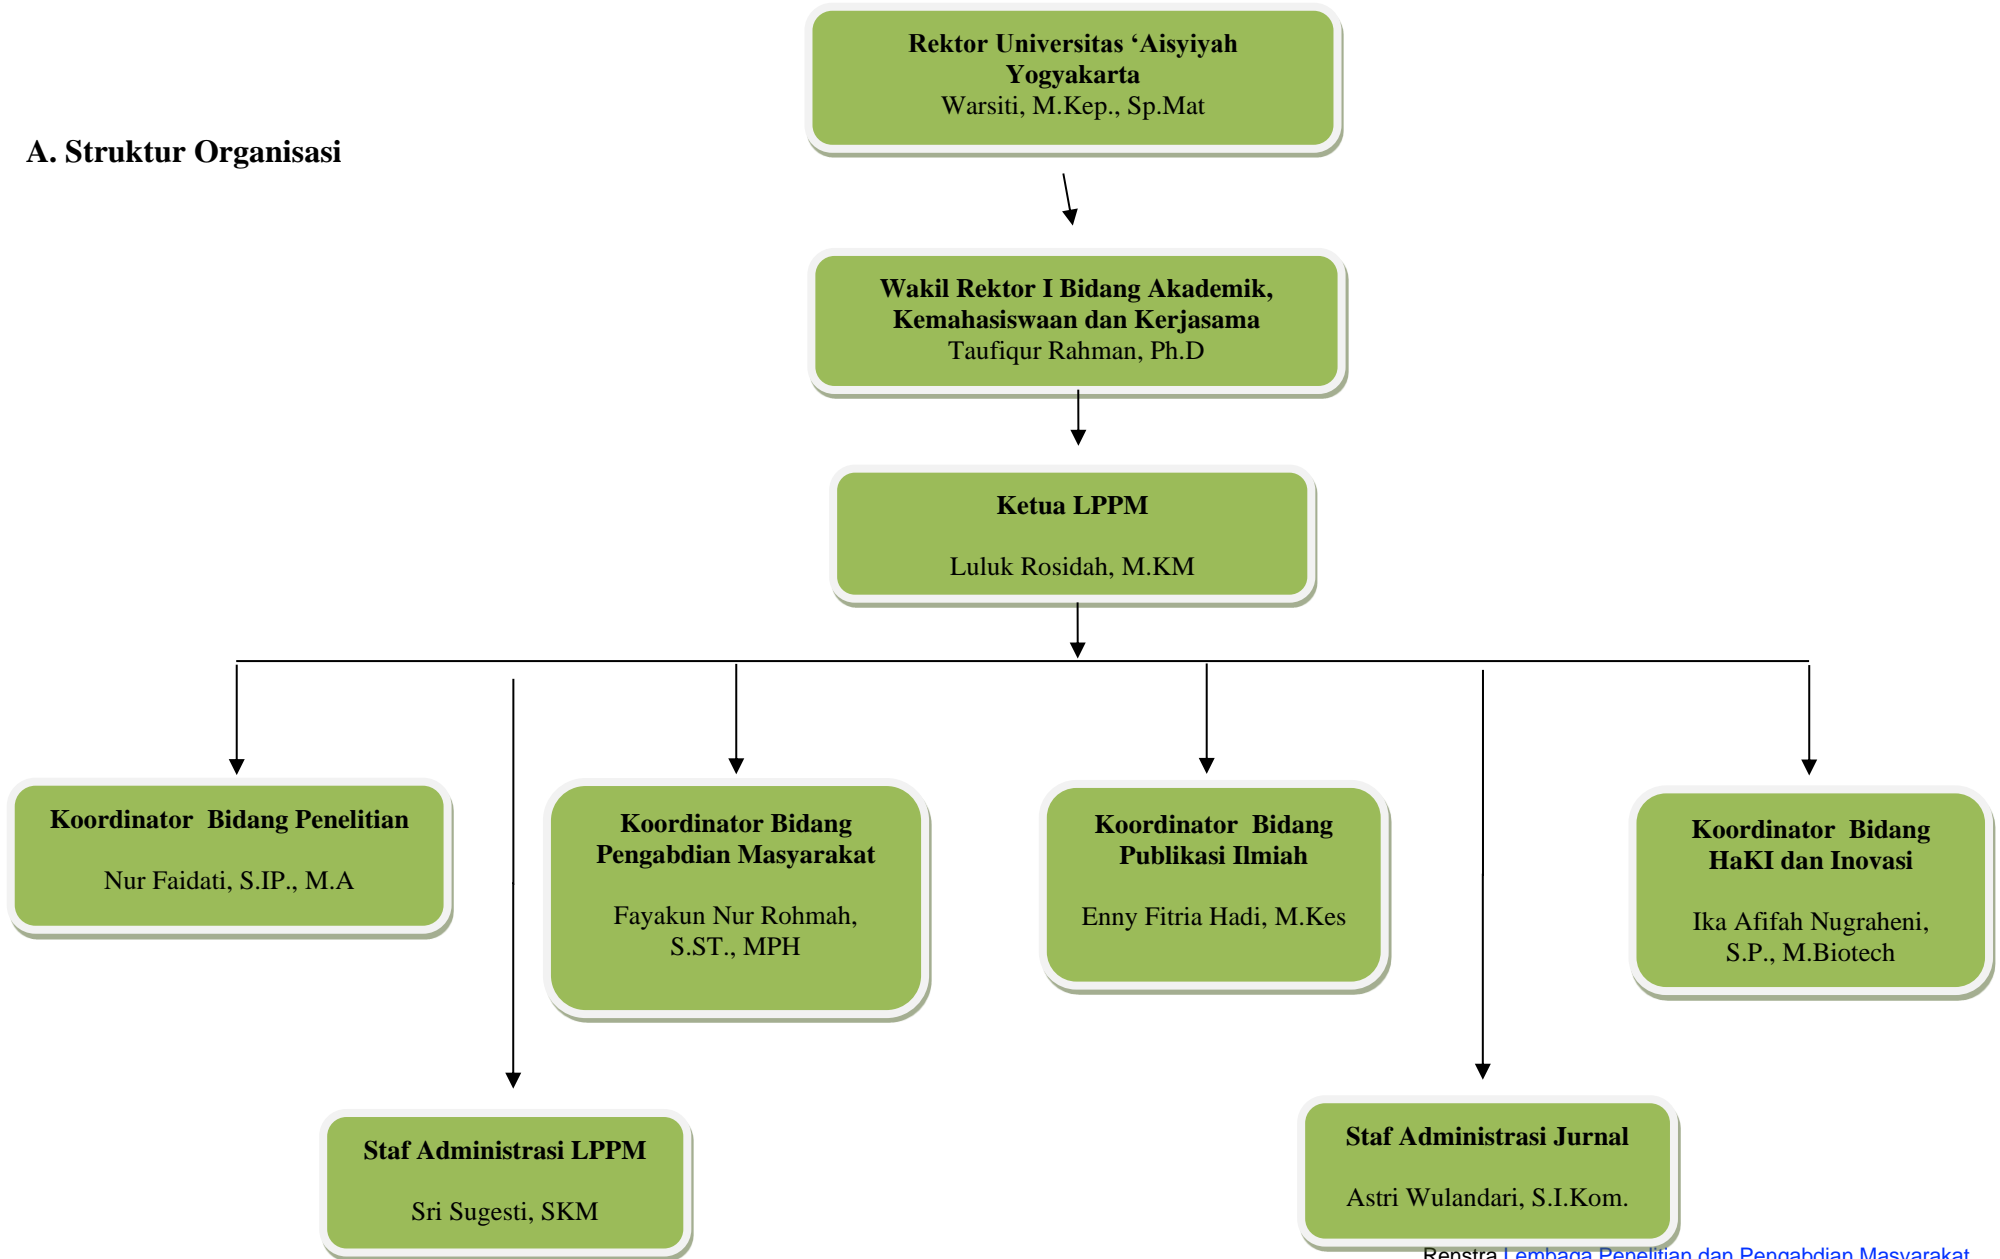 Rektor Universitas ‘Aisyiyah
Yogyakarta
Warsiti, M.Kep., Sp.Mat
A. Struktur Organisasi
Wakil Rektor I Bidang Akademik,
Kemahasiswaan dan Kerjasama
Taufiqur Rahman, Ph.D
Ketua LPPM
Luluk Rosidah, M.KM
Koordinator  Bidang Penelitian
Nur Faidati, S.IP., M.A
Koordinator Bidang
Pengabdian Masyarakat
Fayakun Nur Rohmah,
S.ST., MPH
Koordinator  Bidang
Publikasi Ilmiah
Enny Fitria Hadi, M.Kes
Koordinator  Bidang
HaKI dan Inovasi
Ika Afifah Nugraheni,
S.P., M.Biotech
Staf Administrasi LPPM
Sri Sugesti, SKM
Staf Administrasi Jurnal
Astri Wulandari, S.I.Kom.
Renstra Lembaga Penelitian dan Pengabdian Masyarakat